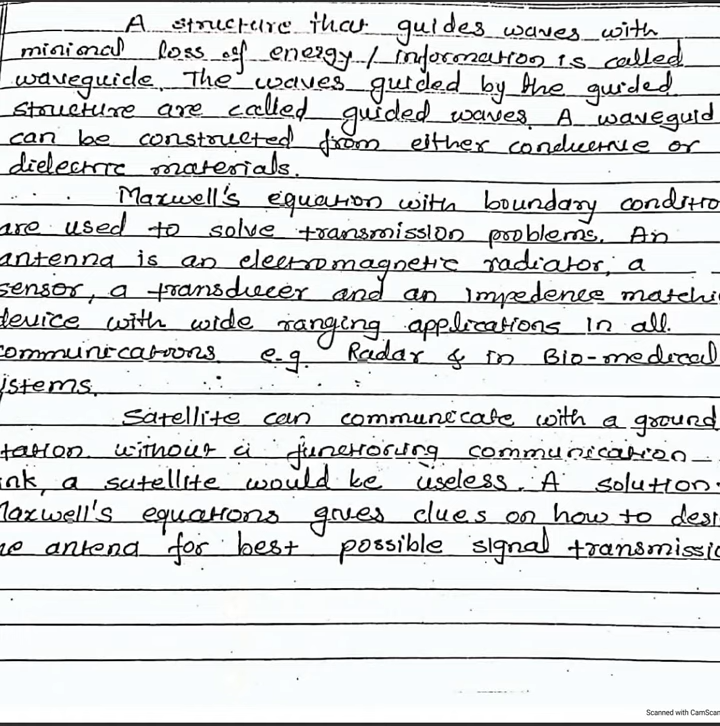 A structure that guides waves with
minimal loss of energy / information is called
waveguide. The waves guided by the guided
structure are called guided waves. A waveguid
can be constructed from either conductive or
dielectric materials.
Maxwell's equation with boundary conditio
are used to solve transmission problems. An
antenna is an electromagnetic radiator, a
sensor, a transducer and an impedence matchi
device with wide ranging applications in all
communications e.g. Radar & in Bio-medical
ystems.
Satellite can communicate with a ground
tation without a functioning communication
ink, a satellite would be useless. A solution
Maxwell's equations gives clues on how to desi
he antena for best possible signal transmissio
Scanned with CamScan